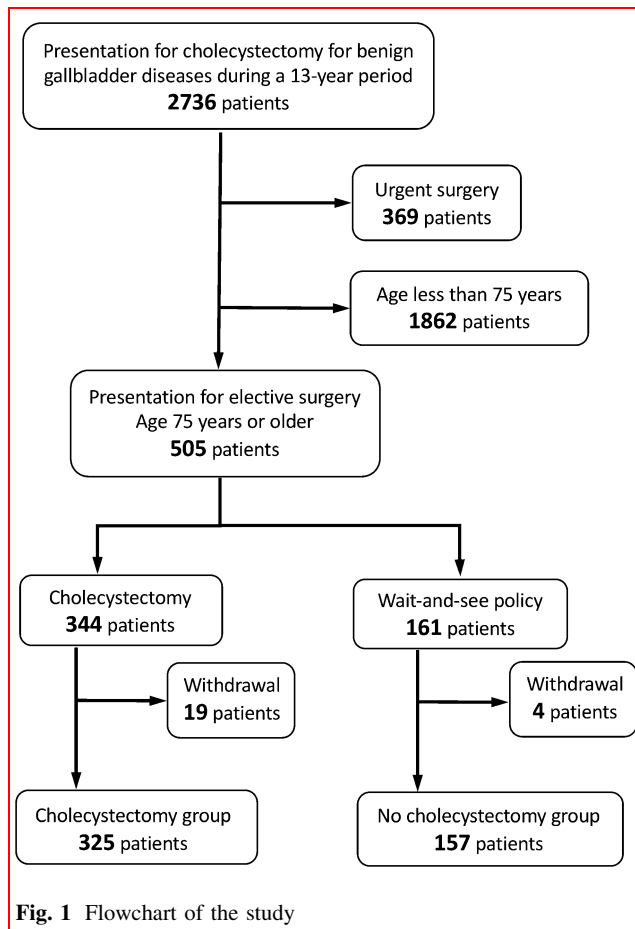 Presentation for cholecystectomy for benign
gallbladder diseases during a 13-year period
2736 patients
Urgent surgery
369 patients
Age less than 75 years
1862 patients
Presentation for elective surgery
Age 75 years or older
505 patients
Cholecystectomy
344 patients
Wait-and-see policy
161 patients
Withdrawal
19 patients
Withdrawal
4 patients
Cholecystectomy group
325 patients
No cholecystectomy group
157 patients
Fig. 1 Flowchart of the study